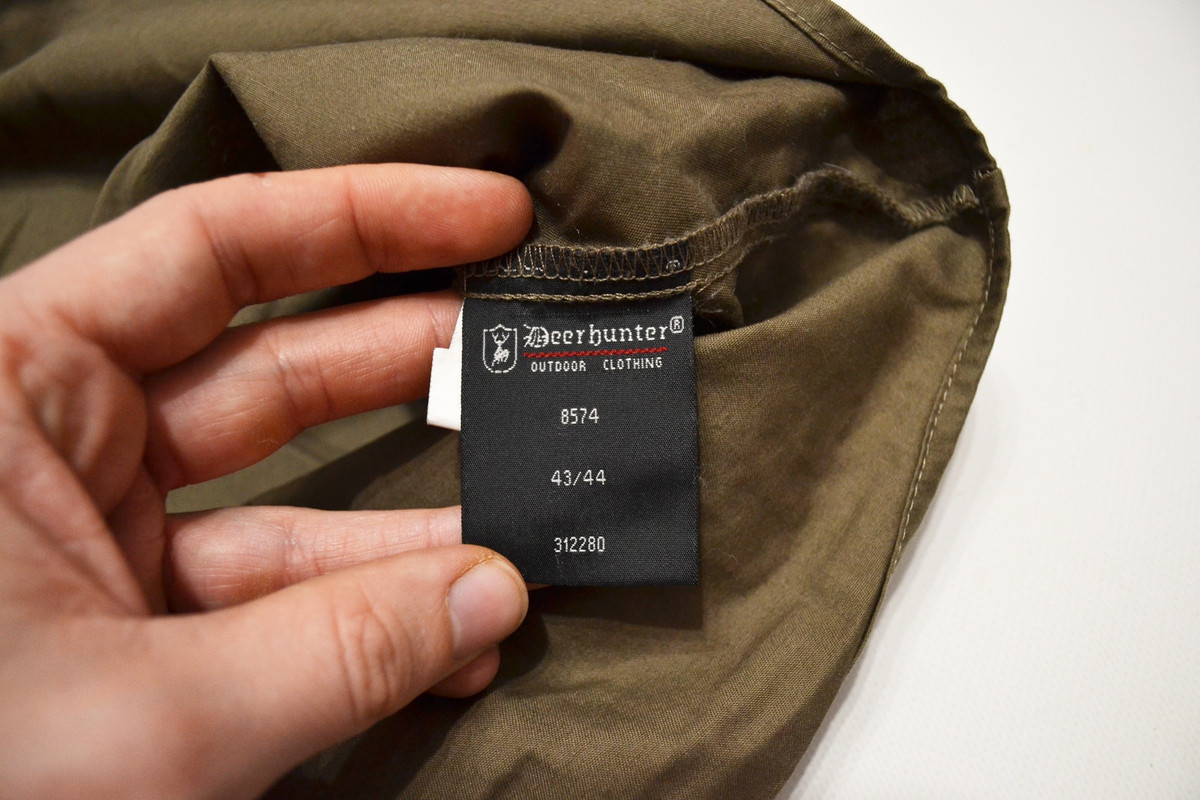 Deerhunter®
OUTDOOR CLOTHING
8574
43/44
312280